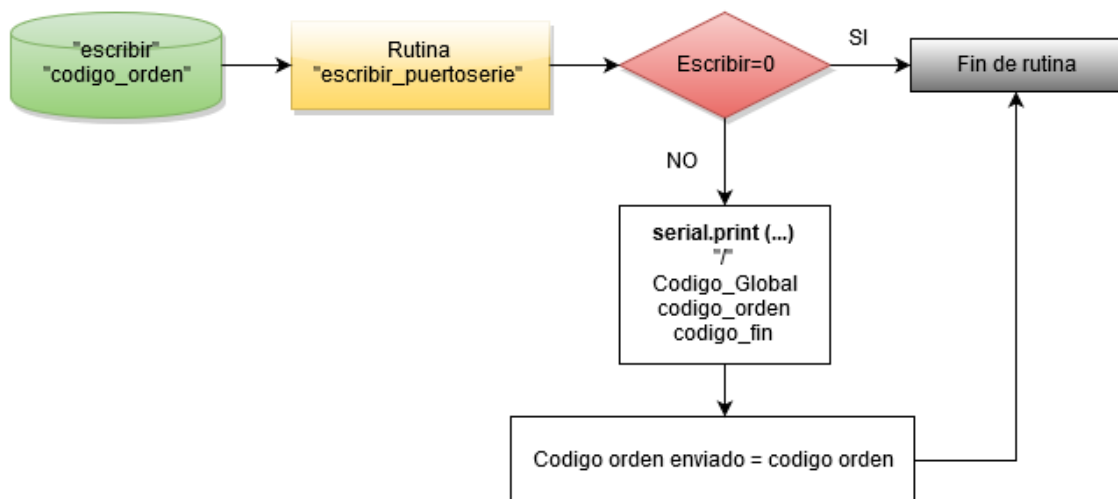 "escribir"
"codigo_orden"
Rutina
"escribir_puertoserie"
Escribir=0
SI
Fin de rutina
NO
serial.print (...)
"/"
Codigo_Global
codigo_orden
codigo_fin
Codigo orden enviado = codigo orden